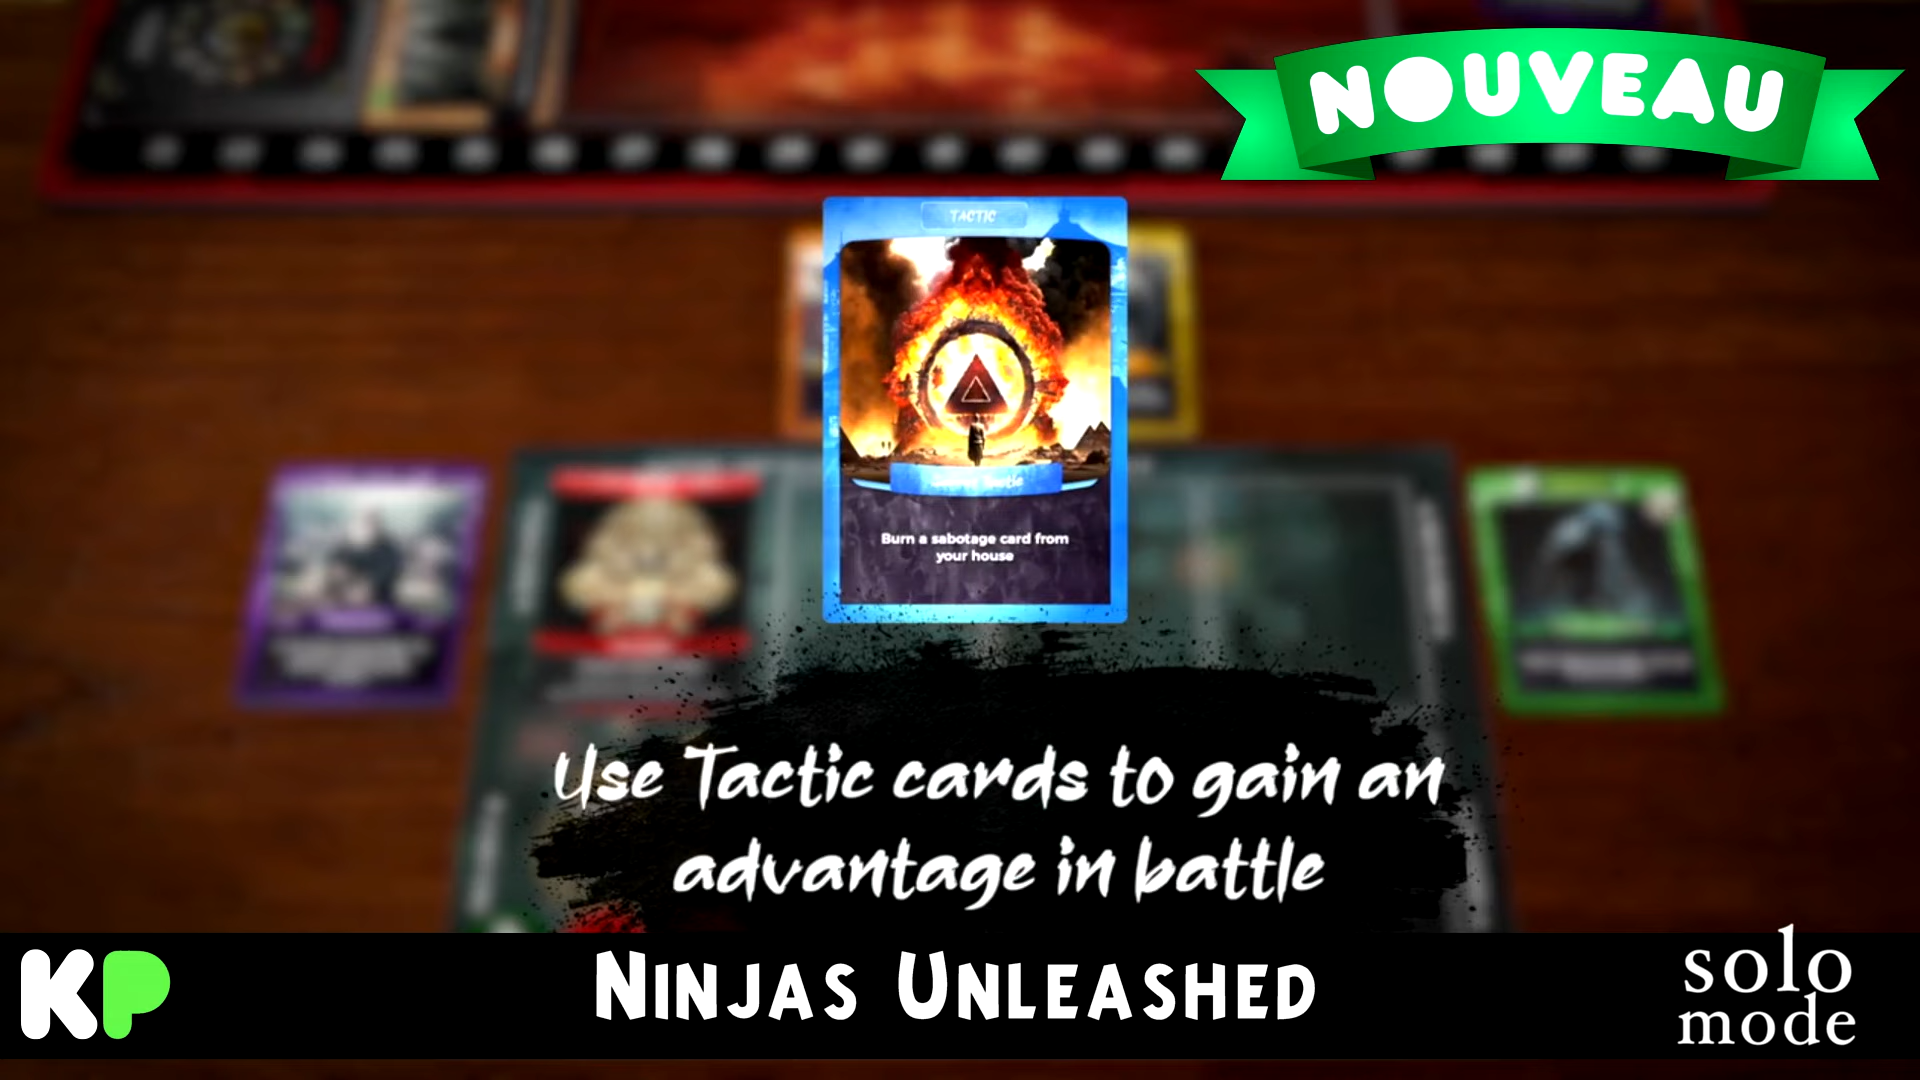 NOUVEAU
TACTIC
Burn a sabotage card from
your house
Use Tactic cards to gain an
advantage in battle
KP
NINJAS UNLEASHED
solo
mode